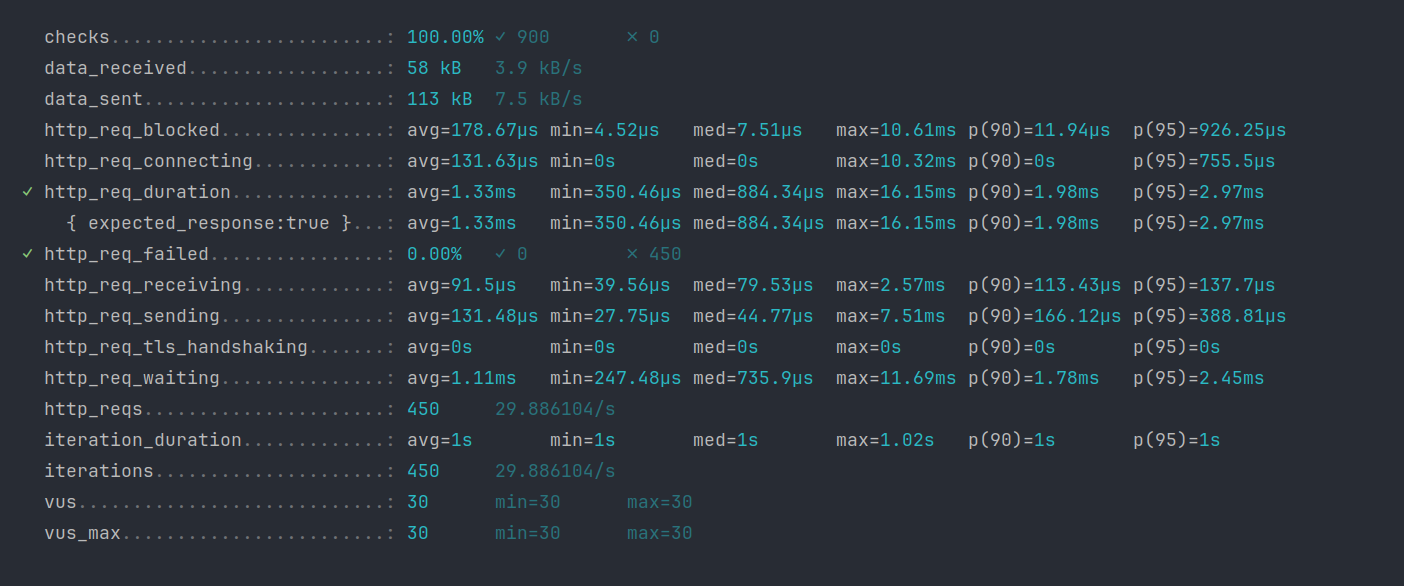 checks.........................: 100.00% ✓ 900 ✗ 0
data_received..................: 58 kB 3.9 kB/s
data_sent......................: 113 kB 7.5 kB/s
http_req_blocked...............: avg=178.67µs min=4.52µs med=7.51µs max=10.61ms p(90)=11.94µs p(95)=926.25µs
http_req_connecting............: avg=131.63µs min=0s med=0s max=10.32ms p(90)=0s p(95)=755.5µs
✓ http_req_duration..............: avg=1.33ms min=350.46µs med=884.34µs max=16.15ms p(90)=1.98ms p(95)=2.97ms
{ expected_response:true }...: avg=1.33ms min=350.46µs med=884.34µs max=16.15ms p(90)=1.98ms p(95)=2.97ms
✓ http_req_failed................: 0.00% ✓ 0 ✗ 450
http_req_receiving.............: avg=91.5µs min=39.56µs med=79.53µs max=2.57ms p(90)=113.43µs p(95)=137.7µs
http_req_sending...............: avg=131.48µs min=27.75µs med=44.77µs max=7.51ms p(90)=166.12µs p(95)=388.81µs
http_req_tls_handshaking.......: avg=0s min=0s med=0s max=0s p(90)=0s p(95)=0s
http_req_waiting...............: avg=1.11ms min=247.48µs med=735.9µs max=11.69ms p(90)=1.78ms p(95)=2.45ms
http_reqs......................: 450 29.886104/s
iteration_duration.............: avg=1s min=1s med=1s max=1.02s p(90)=1s p(95)=1s
iterations.....................: 450 29.886104/s
vus............................: 30 min=30 max=30
vus_max........................: 30 min=30 max=30